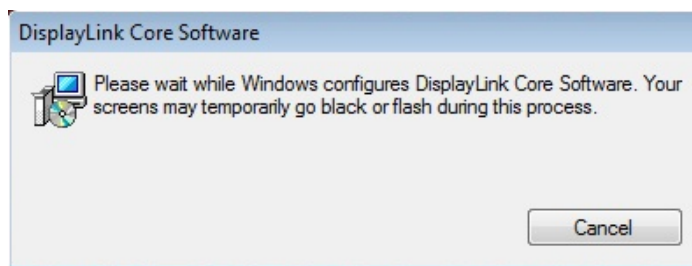 DisplayLink Core Software
Please wait while Windows configures DisplayLink Core Software. Your
screens may temporarily go black or flash during this process.
Cancel